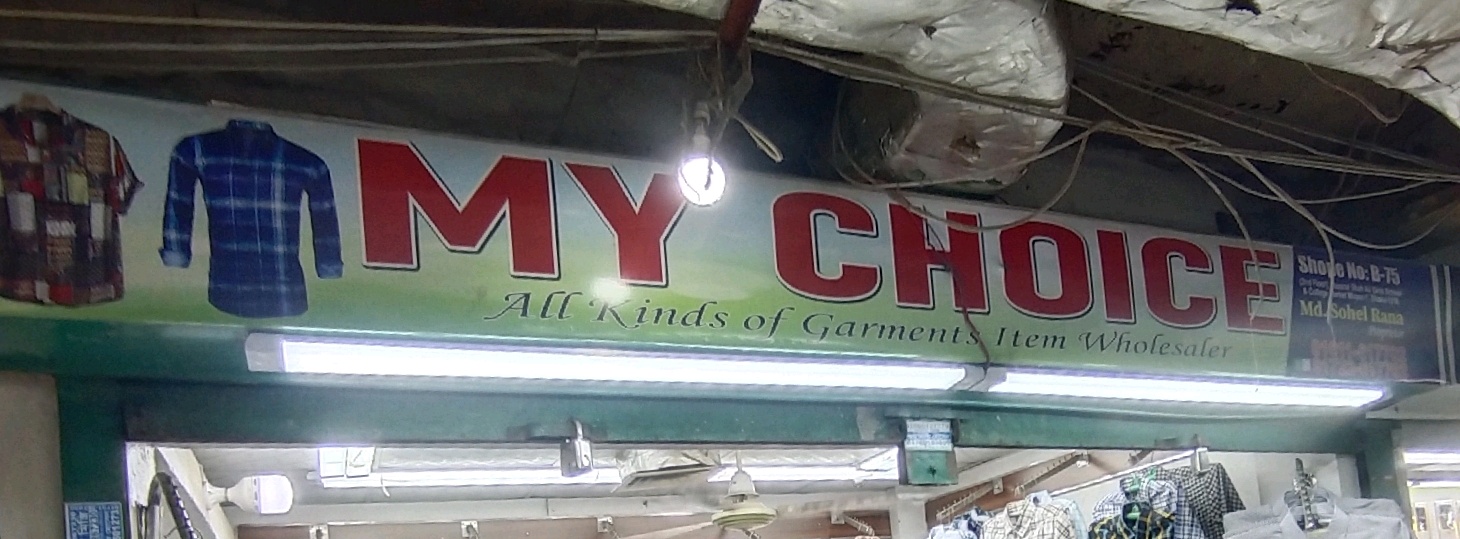 MY CHOICE
All Kinds of Garments Item Wholesaler
Shope No: B-75
Md. Sohel Rana